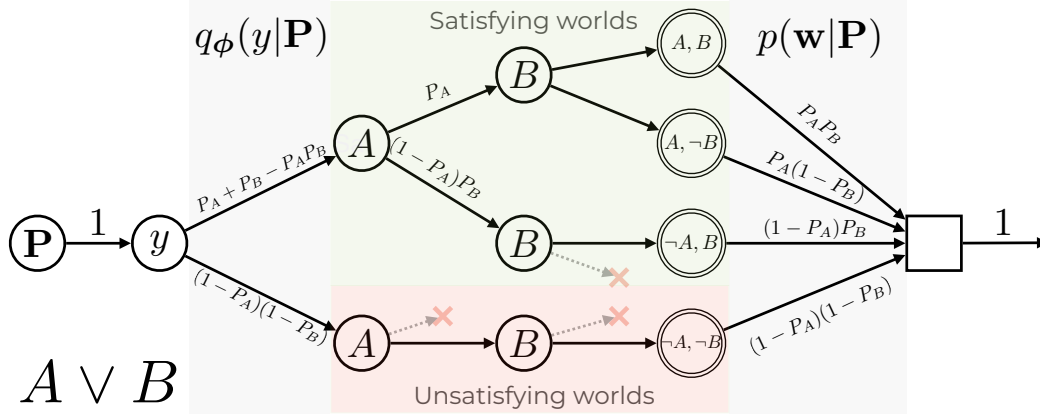 q_ϕ(y|P)
Satisfying worlds
p(w|P)
A, B
B
P_A
A, ¬B
P_A P_B
A
P_A + P_B − P_A P_B
(1−P_A)P_B
P_A(1−P_B)
P
1
y
B
¬A, B
(1−P_A)P_B
1
(1−P_A)(1−P_B)
A
B
¬A, ¬B
(1−P_A)(1−P_B)
A ∨ B
Unsatisfying worlds